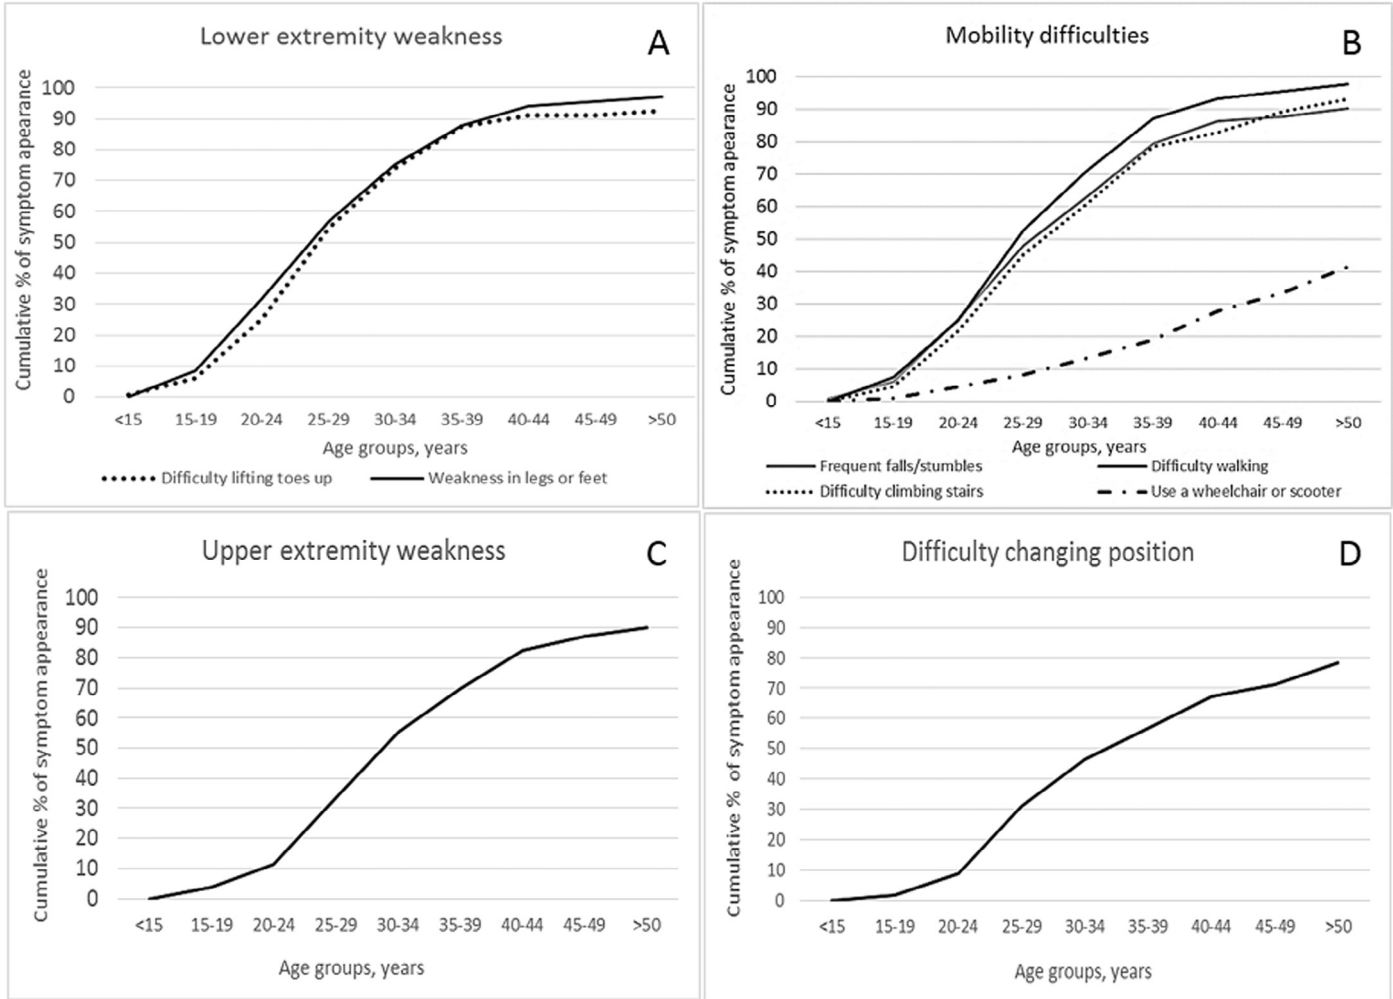 Lower extremity weakness
A
Cumulative % of symptom apearance
100
90
80
70
60
50
40
30
20
10
0
<15 15-19 20-24 25-29 30-34 35-39 40-44 45-49 >50
Age groups, years
Difficulty lifting toes up Weakness in legs or feet
Mobility difficulties
B
Cumulative % of symptom apearance
100
90
80
70
60
50
40
30
20
10
0
<15 15-19 20-24 25-29 30-34 35-39 40-44 45-49 >50
Age groups, years
Frequent falls/stumbles Difficulty walking
Difficulty climbing stairs Use a wheelchair or scooter
Upper extremity weakness
C
Cumulative % of symptom appearance
100
90
80
70
60
50
40
30
20
10
0
<15 15-19 20-24 25-29 30-34 35-39 40-44 45-49 >50
Age groups, years
Difficulty changing position
D
Cumulative % of symptom appearance
100
90
80
70
60
50
40
30
20
10
0
<15 15-19 20-24 25-29 30-34 35-39 40-44 45-49 >50
Age groups, years